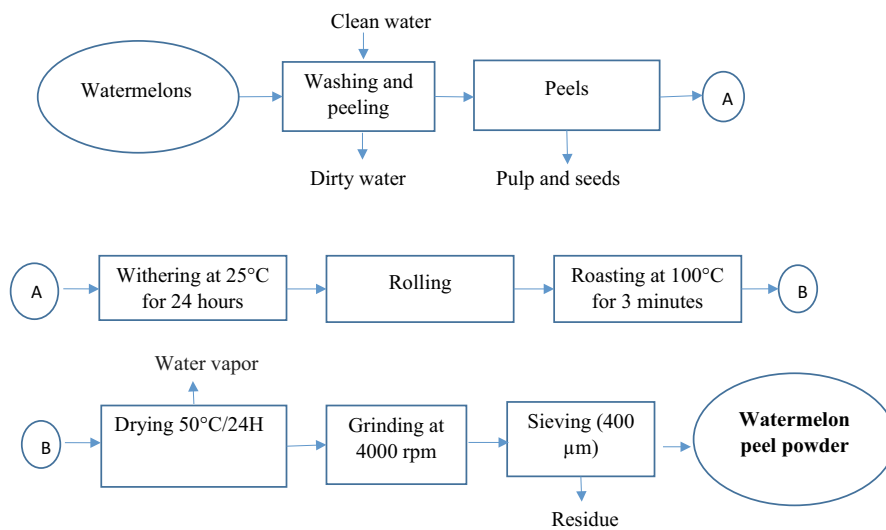 Clean water
Watermelons
Washing and
peeling
Peels
A
Dirty water
Pulp and seeds
A
Withering at 25°C
for 24 hours
Rolling
Roasting at 100°C
for 3 minutes
B
Water vapor
B
Drying 50°C/24H
Grinding at
4000 rpm
Sieving (400
µm)
Watermelon
peel powder
Residue